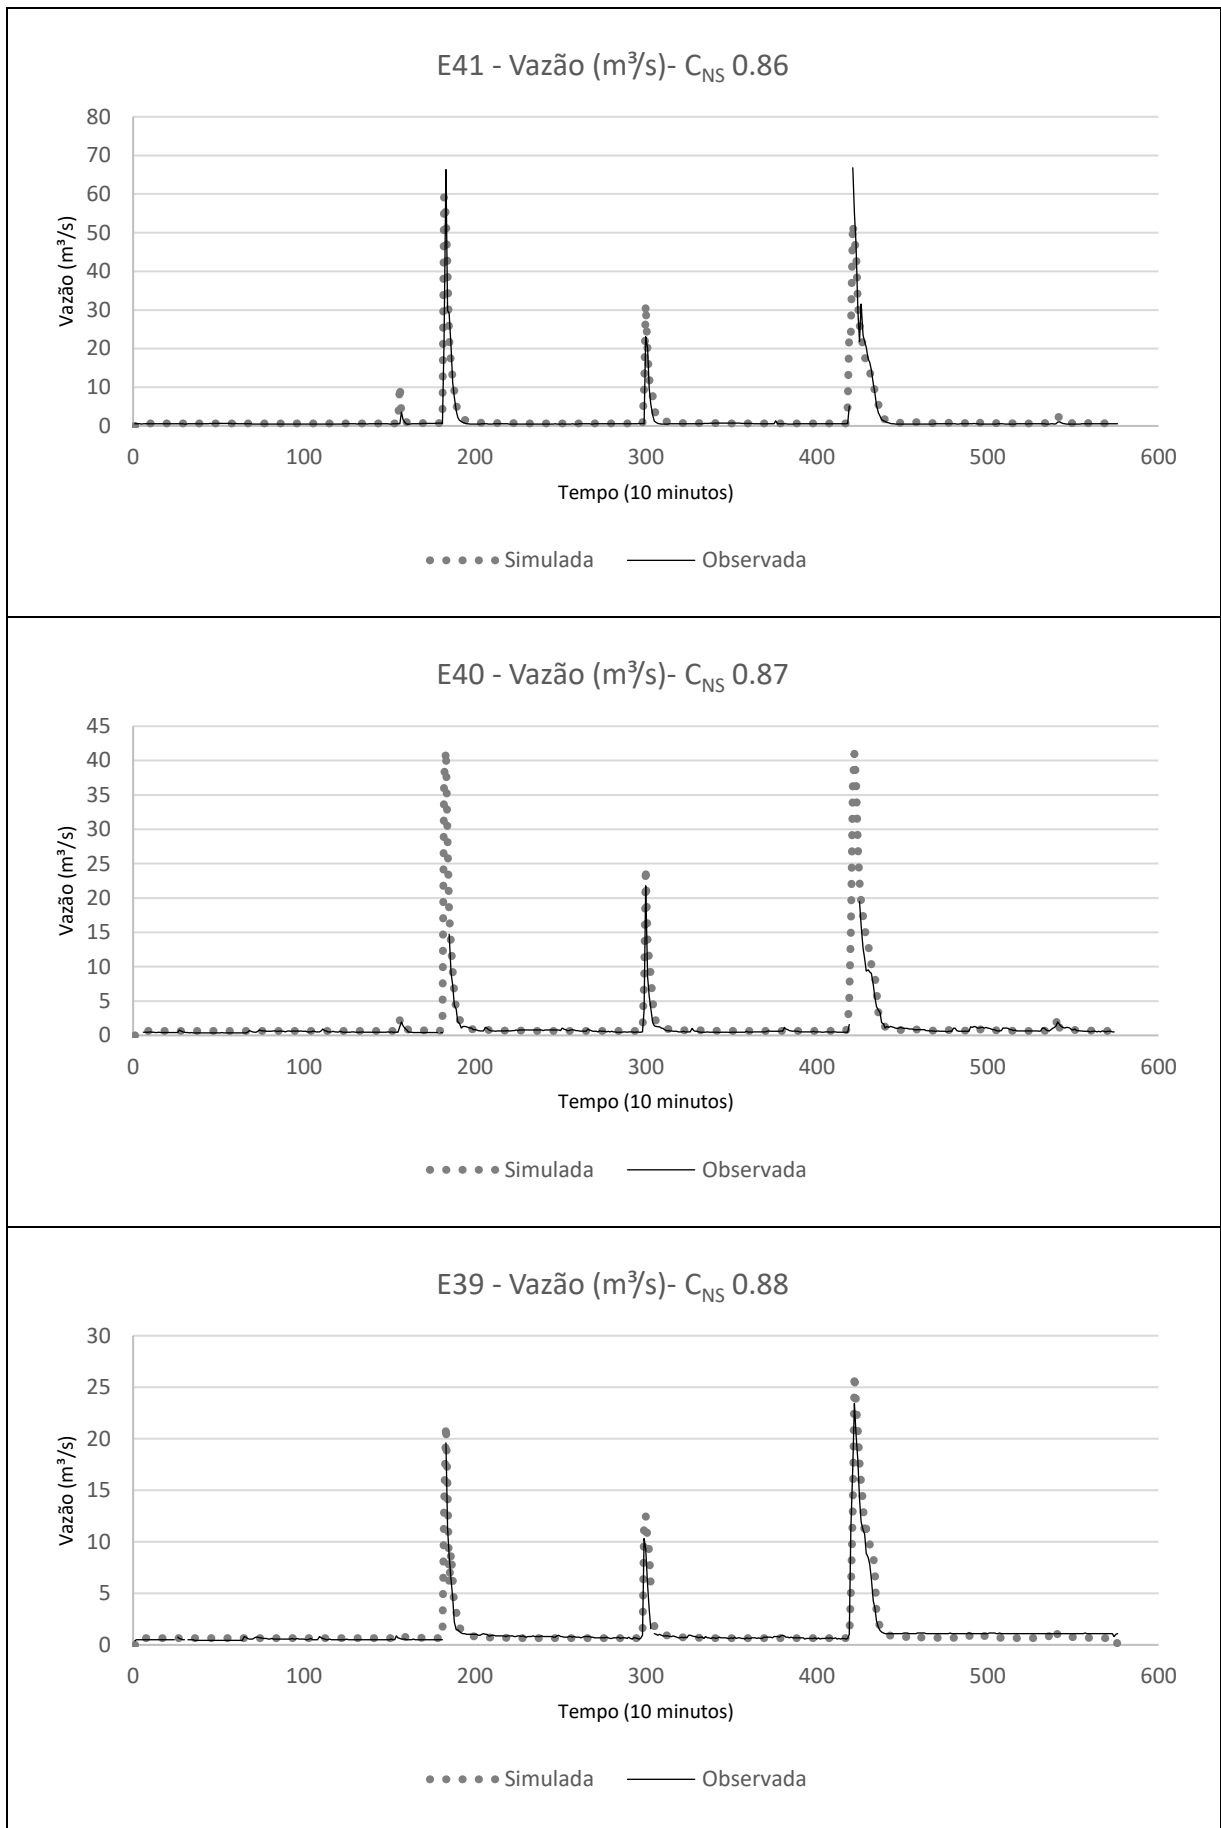 E41 - Vazão (m³/s)- CNS 0.86
80
70
60
50
40
30
20
10
0
Vazão (m³/s)
0 100 200 300 400 500 600
Tempo (10 minutos)
Simulada Observada
E40 - Vazão (m³/s)- CNS 0.87
45
40
35
30
25
20
15
10
5
0
Vazão (m³/s)
0 100 200 300 400 500 600
Tempo (10 minutos)
Simulada Observada
E39 - Vazão (m³/s)- CNS 0.88
30
25
20
15
10
5
0
Vazão (m³/s)
0 100 200 300 400 500 600
Tempo (10 minutos)
Simulada Observada